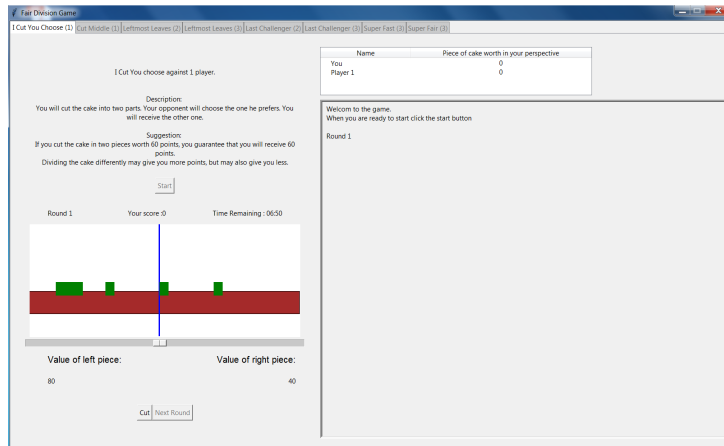 Fair Division Game
I Cut You Choose (1) Cut Middle (1) Leftmost Leaves (2) Leftmost Leaves (3) Last Challenger (2) Last Challenger (3) Super Fast (3) Super Fair (3)
I Cut You choose against 1 player.
Description:
You will cut the cake into two parts. Your opponent will choose the one he prefers. You
will receive the other one.
Suggestion:
If you cut the cake in two pieces worth 60 points, you guarantee that you will receive 60
points.
Dividing the cake differently may give you more points, but may also give you less.
Start
Round 1 Your score :0 Time Remaining : 06:50
Value of left piece: Value of right piece:
80 40
Cut Next Round
Name Piece of cake worth in your perspective
You 0
Player 1 0
Welcom to the game.
When you are ready to start click the start button
Round 1